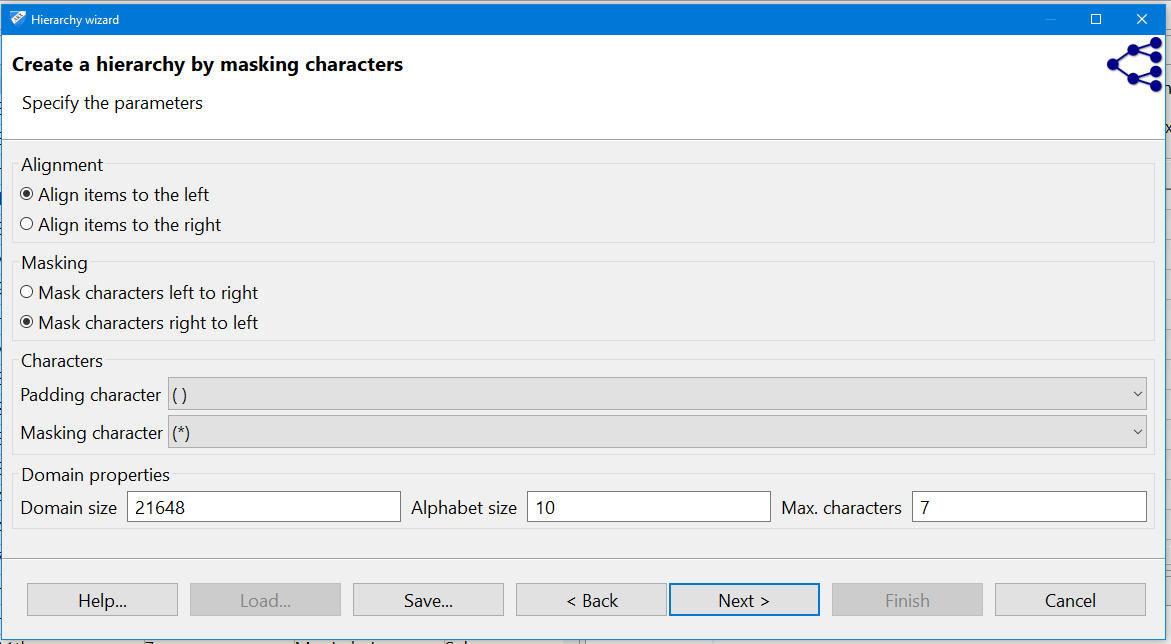 Hierarchy wizard
Create a hierarchy by masking characters
Specify the parameters
Alignment
Align items to the left
Align items to the right
Masking
Mask characters left to right
Mask characters right to left
Characters
Padding character ( )
Masking character (*)
Domain properties
Domain size 21648 Alphabet size 10 Max. characters 7
Help... Load... Save... < Back Next > Finish Cancel